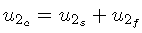 $u_{2_c} = u_{2_s} + u_{2_f}$